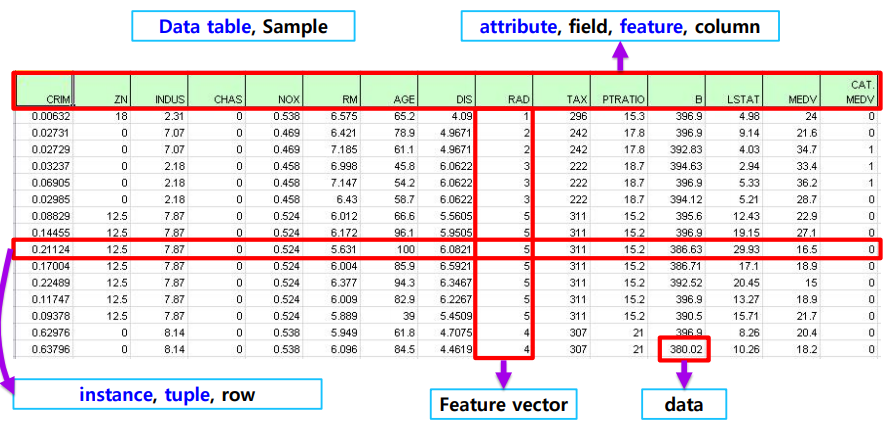 Data table, Sample
attribute, field, feature, column
CRIM ZN INDUS CHAS NOX RM AGE DIS RAD TAX PTRATIO B LSTAT MEDV CAT. MEDV
0.00632 18 2.31 0 0.538 6.575 65.2 4.09 1 296 15.3 396.9 4.98 24 0
0.02731 0 7.07 0 0.469 6.421 78.9 4.9671 2 242 17.8 396.9 9.14 21.6 0
0.02729 0 7.07 0 0.469 7.185 61.1 4.9671 2 242 17.8 392.83 4.03 34.7 1
0.03237 0 2.18 0 0.458 6.998 45.8 6.0622 3 222 18.7 394.63 2.94 33.4 1
0.06905 0 2.18 0 0.458 7.147 54.2 6.0622 3 222 18.7 396.9 5.33 36.2 1
0.02985 0 2.18 0 0.458 6.43 58.7 6.0622 3 222 18.7 394.12 5.21 28.7 0
0.08829 12.5 7.87 0 0.524 6.012 66.6 5.5605 5 311 15.2 395.6 12.43 22.9 0
0.14455 12.5 7.87 0 0.524 6.172 96.1 5.9505 5 311 15.2 396.9 19.15 27.1 0
0.21124 12.5 7.87 0 0.524 5.631 100 6.0821 5 311 15.2 386.63 29.93 16.5 0
0.17004 12.5 7.87 0 0.524 6.004 85.9 6.5921 5 311 15.2 386.71 17.1 18.9 0
0.22489 12.5 7.87 0 0.524 6.377 94.3 6.3467 5 311 15.2 392.52 20.45 15 0
0.11747 12.5 7.87 0 0.524 6.009 82.9 6.2267 5 311 15.2 396.9 13.27 18.9 0
0.09378 12.5 7.87 0 0.524 5.889 39 5.4509 5 311 15.2 390.5 15.71 21.7 0
0.62976 0 8.14 0 0.538 5.949 61.8 4.7075 4 307 21 396.9 8.26 20.4 0
0.63796 0 8.14 0 0.538 6.096 84.5 4.4619 4 307 21 380.02 10.26 18.2 0
instance, tuple, row
Feature vector
data